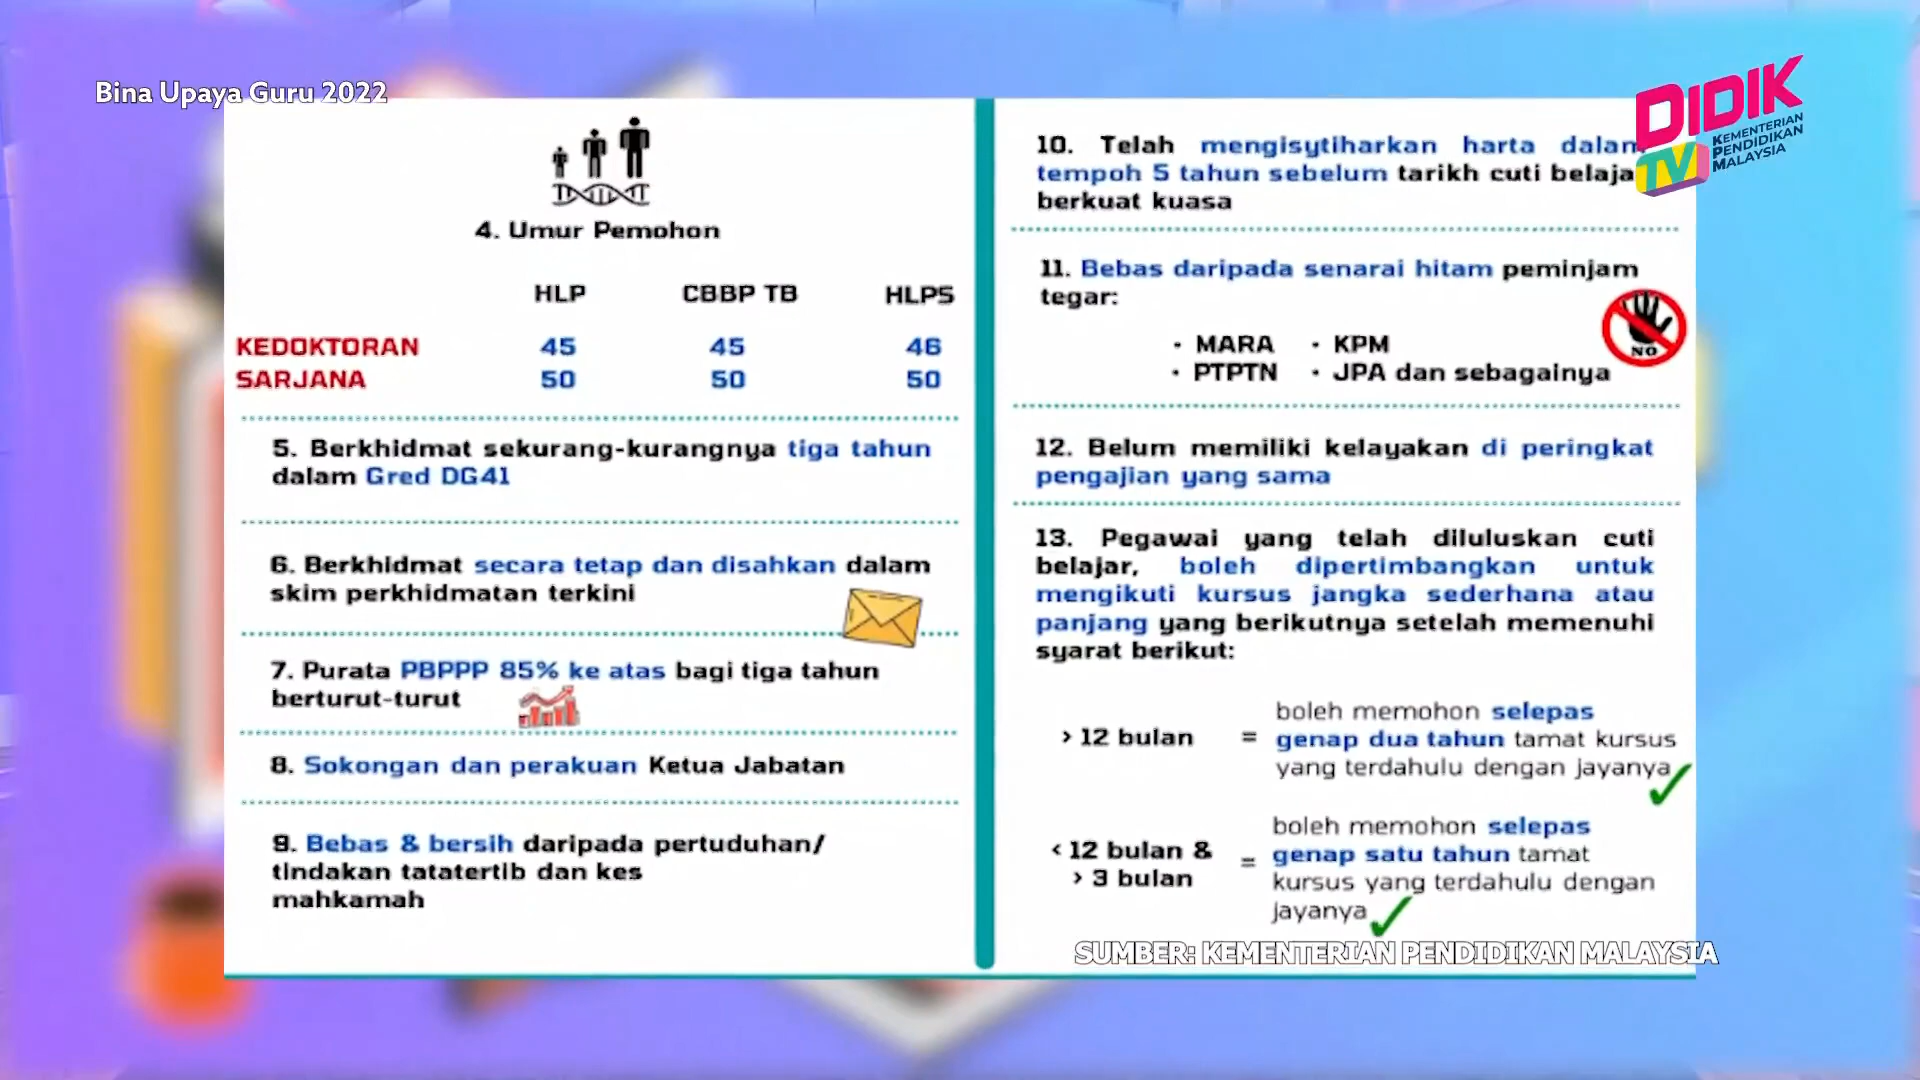 Bina Upaya Guru 2022
DIDIK
TV
KEMENTERIAN
PENDIDIKAN
MALAYSIA
4. Umur Pemohon
HLP CBBP TB HLPS
KEDOKTORAN 45 45 46
SARJANA 50 50 50
5. Berkhidmat sekurang-kurangnya tiga tahun
dalam Gred DG41
6. Berkhidmat secara tetap dan disahkan dalam
skim perkhidmatan terkini
7. Purata PBPPP 85% ke atas bagi tiga tahun
berturut-turut
8. Sokongan dan perakuan Ketua Jabatan
9. Bebas & bersih daripada pertuduhan/
tindakan tatatertib dan kes
mahkamah
10. Telah mengisytiharkan harta dalam
tempoh 5 tahun sebelum tarikh cuti belaja
berkuat kuasa
11. Bebas daripada senarai hitam peminjam
tegar:
• MARA • KPM
• PTPTN • JPA dan sebagainya
NO
12. Belum memiliki kelayakan di peringkat
pengajian yang sama
13. Pegawai yang telah diluluskan cuti
belajar, boleh dipertimbangkan untuk
mengikuti kursus jangka sederhana atau
panjang yang berikutnya setelah memenuhi
syarat berikut:
> 12 bulan = boleh memohon selepas
genap dua tahun tamat kursus
yang terdahulu dengan jayanya
< 12 bulan &
> 3 bulan = boleh memohon selepas
genap satu tahun tamat
kursus yang terdahulu dengan
jayanya
SUMBER: KEMENTERIAN PENDIDIKAN MALAYSIA